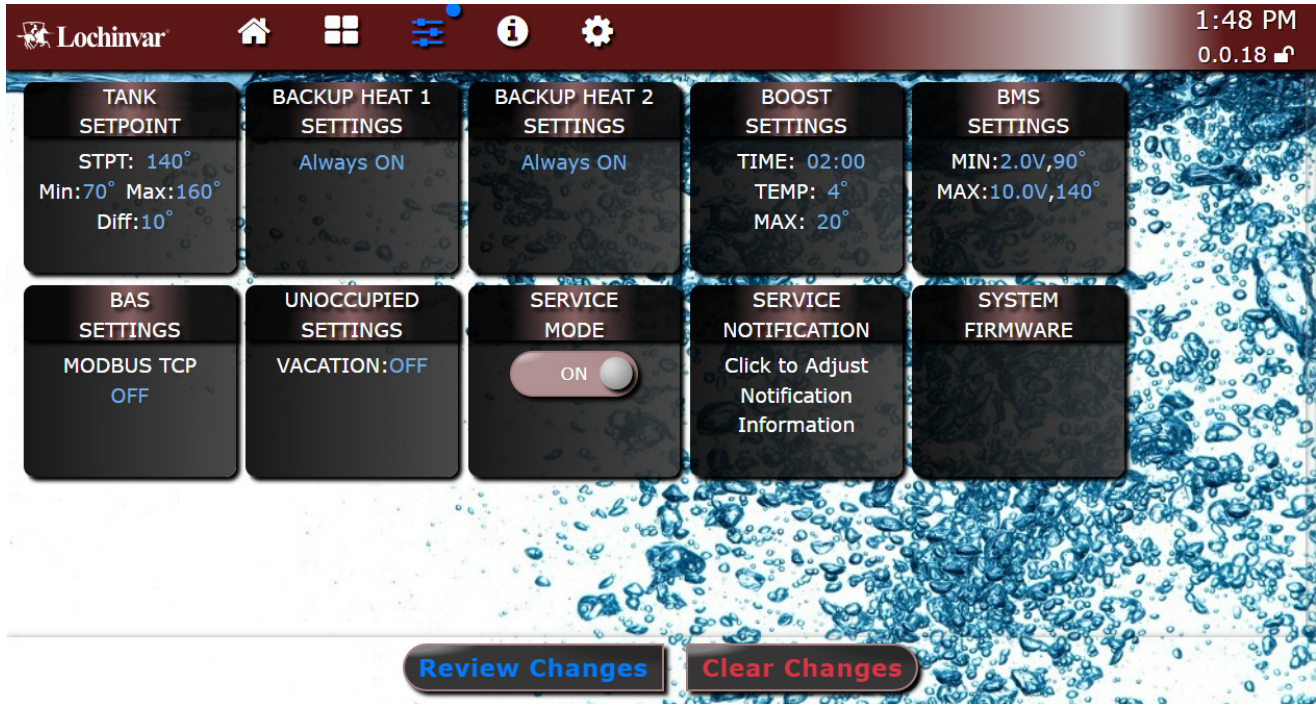 Lochinvar
1:48 PM
0.0.18
TANK
SETPOINT
STPT: 140°
Min:70° Max:160°
Diff:10°
BACKUP HEAT 1
SETTINGS
Always ON
BACKUP HEAT 2
SETTINGS
Always ON
BOOST
SETTINGS
TIME: 02:00
TEMP: 4°
MAX: 20°
BMS
SETTINGS
MIN:2.0V,90°
MAX:10.0V,140°
BAS
SETTINGS
MODBUS TCP
OFF
UNOCCUPIED
SETTINGS
VACATION:OFF
SERVICE
MODE
ON
SERVICE
NOTIFICATION
Click to Adjust
Notification
Information
SYSTEM
FIRMWARE
Review Changes
Clear Changes